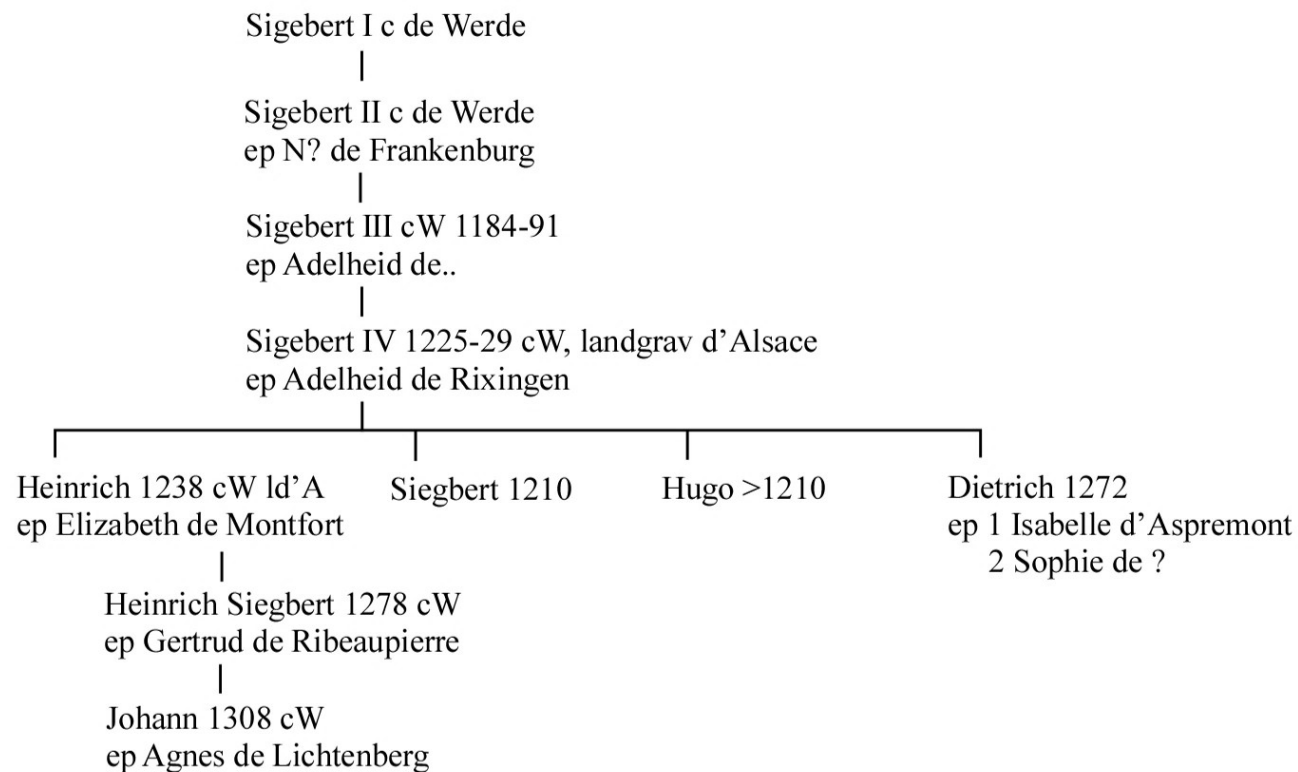 Sigebert I c de Werde
Sigebert II c de Werde
ep N? de Frankenburg
Sigebert III cW 1184-91
ep Adelheid de..
Sigebert IV 1225-29 cW, landgrav d’Alsace
ep Adelheid de Rixingen
Heinrich 1238 cW ld’A
ep Elizabeth de Montfort
Siegbert 1210
Hugo >1210
Dietrich 1272
ep 1 Isabelle d’Aspremont
2 Sophie de ?
Heinrich Siegbert 1278 cW
ep Gertrud de Ribeaupierre
Johann 1308 cW
ep Agnes de Lichtenberg